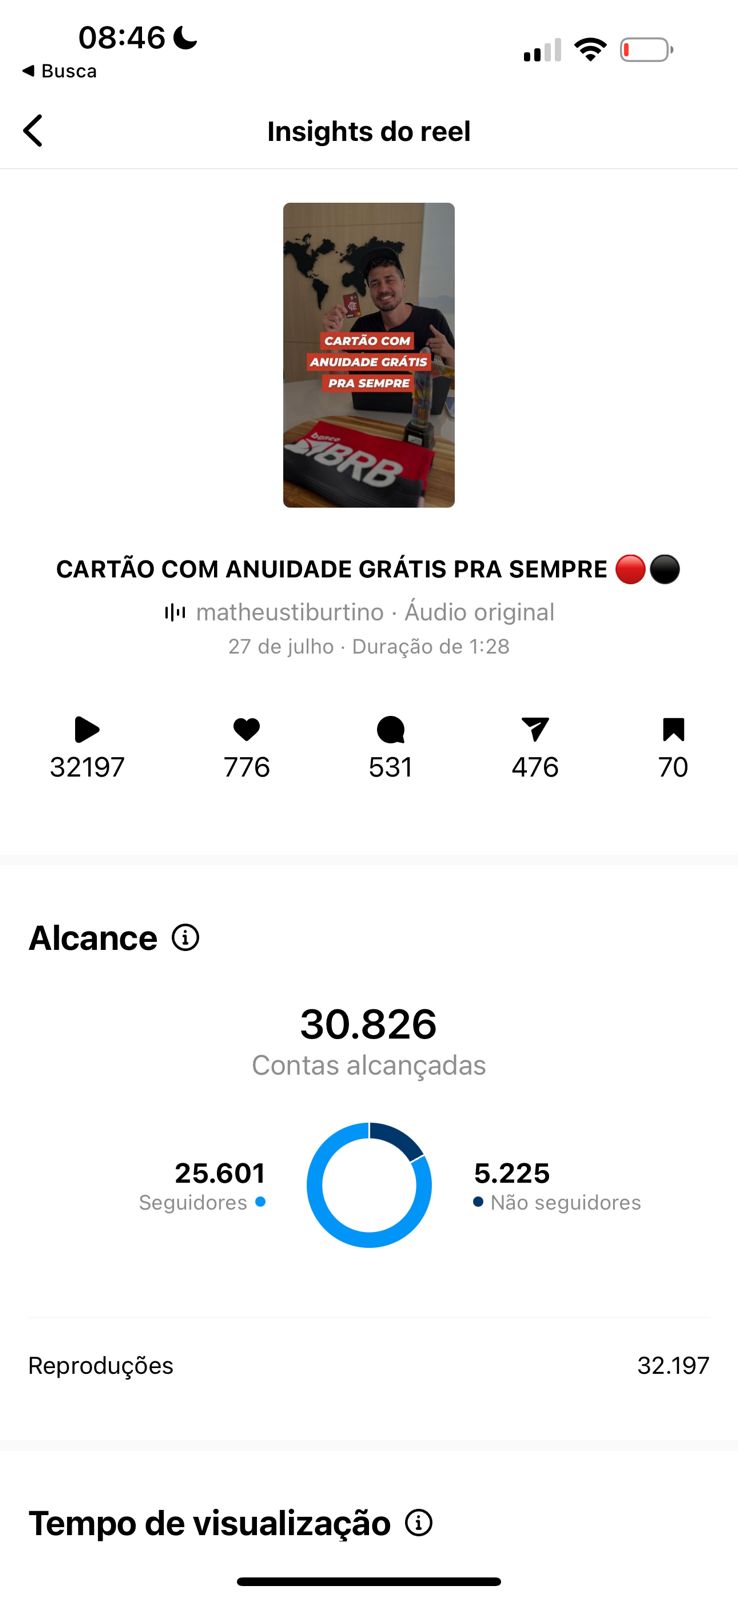 08:46
Busca
Insights do reel
CARTÃO COM
ANUIDADE GRÁTIS
PRA SEMPRE
banco
BRB
CARTÃO COM ANUIDADE GRÁTIS PRA SEMPRE 🔴⚫
matheustiburtino · Áudio original
27 de julho · Duração de 1:28
32197 776 531 476 70
Alcance
30.826
Contas alcançadas
25.601 5.225
Seguidores Não seguidores
Reproduções 32.197
Tempo de visualização